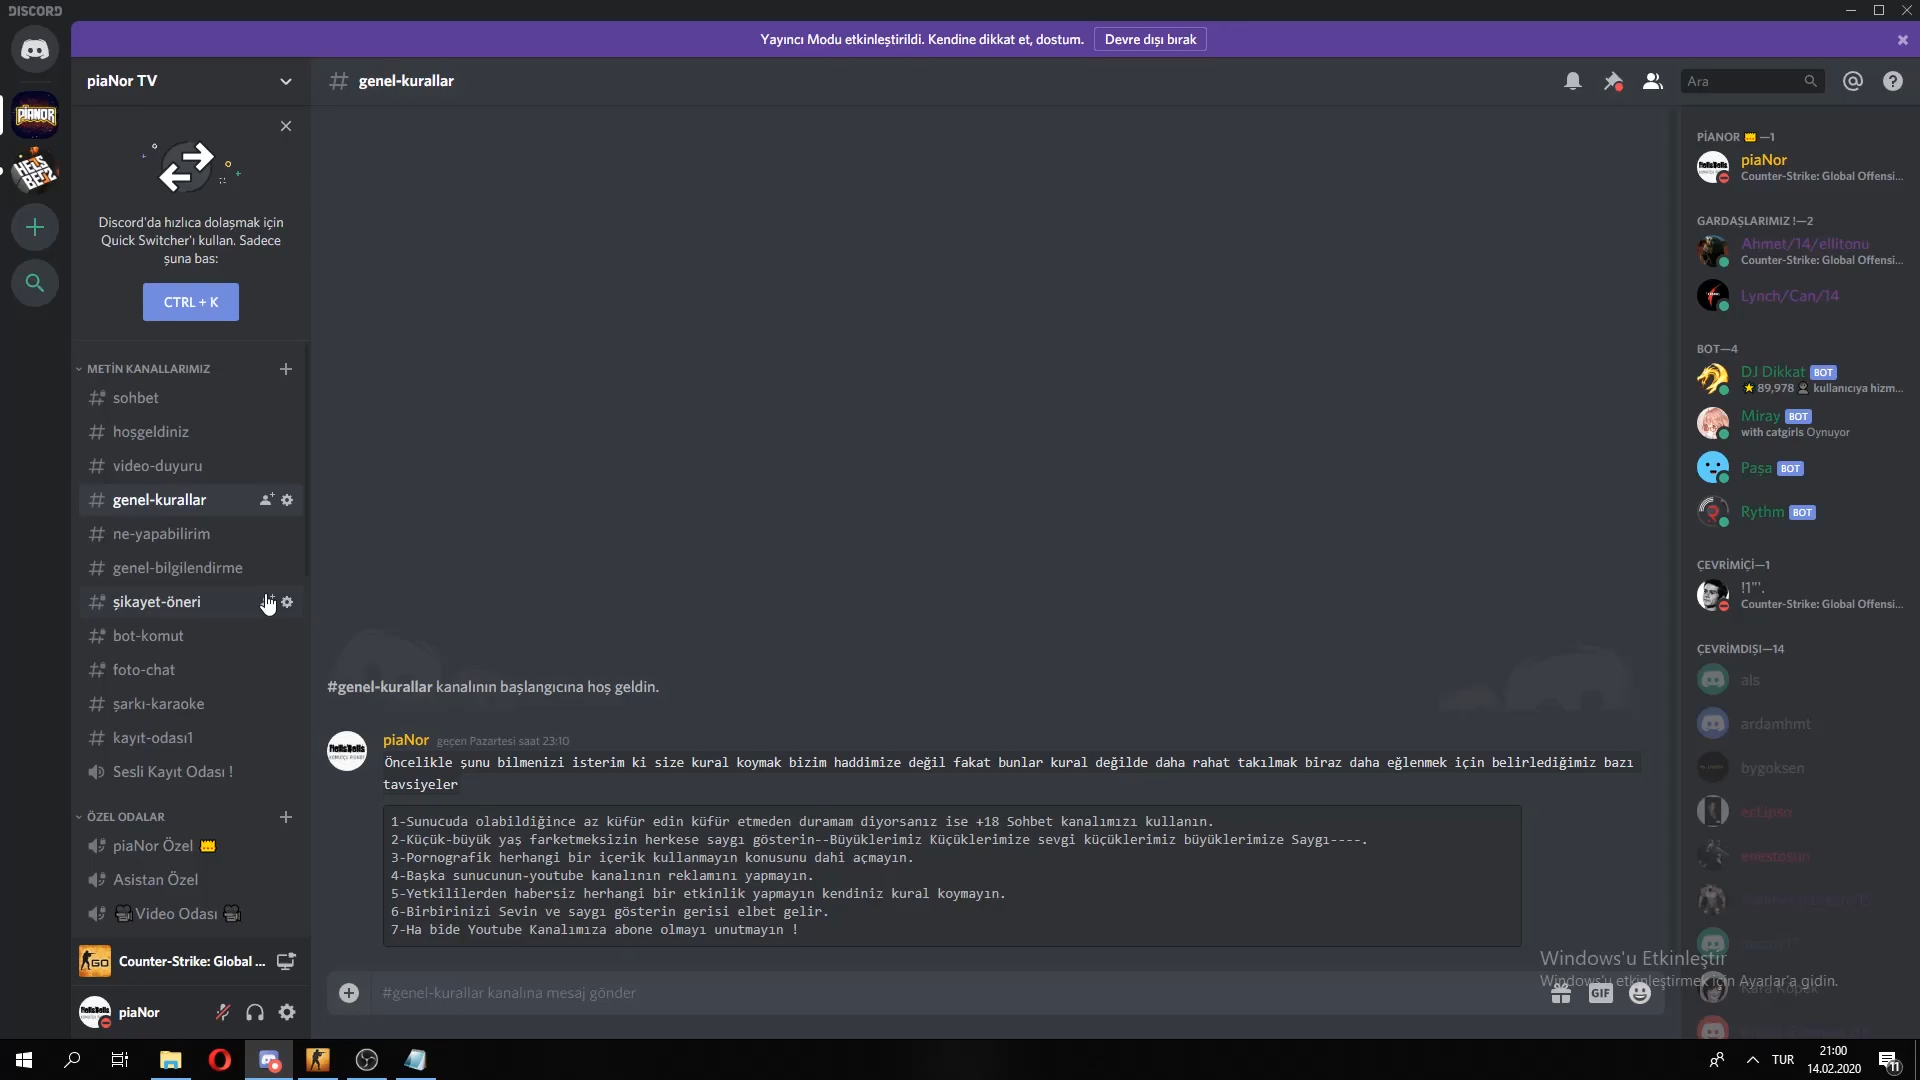 DISCORD
Yayıncı Modu etkinleştirildi. Kendine dikkat et, dostum.
Devre dışı bırak
piaNor TV
genel-kurallar
Ara
PIANOR
HELS BELZ
Discord'da hızlıca dolaşmak için
Quick Switcher'ı kullan. Sadece
şuna bas:
CTRL + K
METİN KANALLARIMIZ
sohbet
hoşgeldiniz
video-duyuru
genel-kurallar
ne-yapabilirim
genel-bilgilendirme
şikayet-öneri
bot-komut
foto-chat
şarkı-karaoke
kayıt-odası1
Sesli Kayıt Odası !
ÖZEL ODALAR
piaNor Özel
Asistan Özel
Video Odası
Counter-Strike: Global ...
piaNor
#genel-kurallar kanalının başlangıcına hoş geldin.
piaNor geçen Pazartesi saat 23:10
Öncelikle şunu bilmenizi isterim ki size kural koymak bizim haddimize değil fakat bunlar kural değilde daha rahat takılmak biraz daha eğlenmek için belirlediğimiz bazı
tavsiyeler
1-Sunucuda olabildiğince az küfür edin küfür etmeden duramam diyorsanız ise +18 Sohbet kanalımızı kullanın.
2-Küçük-büyük yaş farketmeksizin herkese saygı gösterin--Büyüklerimiz Küçüklerimize sevgi küçüklerimiz büyüklerimize Saygı----.
3-Pornografik herhangi bir içerik kullanmayın konusunu dahi açmayın.
4-Başka sunucunun-youtube kanalının reklamını yapmayın.
5-Yetkililerden habersiz herhangi bir etkinlik yapmayın kendiniz kural koymayın.
6-Birbirinizi Sevin ve saygı gösterin gerisi elbet gelir.
7-Ha bide Youtube Kanalımıza abone olmayı unutmayın !
#genel-kurallar kanalına mesaj gönder
GIF
PİANOR —1
piaNor
Counter-Strike: Global Offensi...
GARDAŞLARIMIZ !—2
Ahmet/14/ellitonu
Counter-Strike: Global Offensi...
Lynch/Can/14
BOT—4
DJ Dikkat BOT
89,978 kullanıcıya hizm...
Miray BOT
with catgirls Oynuyor
Paşa BOT
Rythm BOT
ÇEVRİMİÇİ—1
!1"'.
Counter-Strike: Global Offensi...
ÇEVRİMDIŞI—14
als
ardamhmt
bygoksen
ecLipso
enestosun
Windows'u Etkinleştir
Windows'u etkinleştirmek için Ayarlar'a gidin.
TUR
21:00
14.02.2020
11